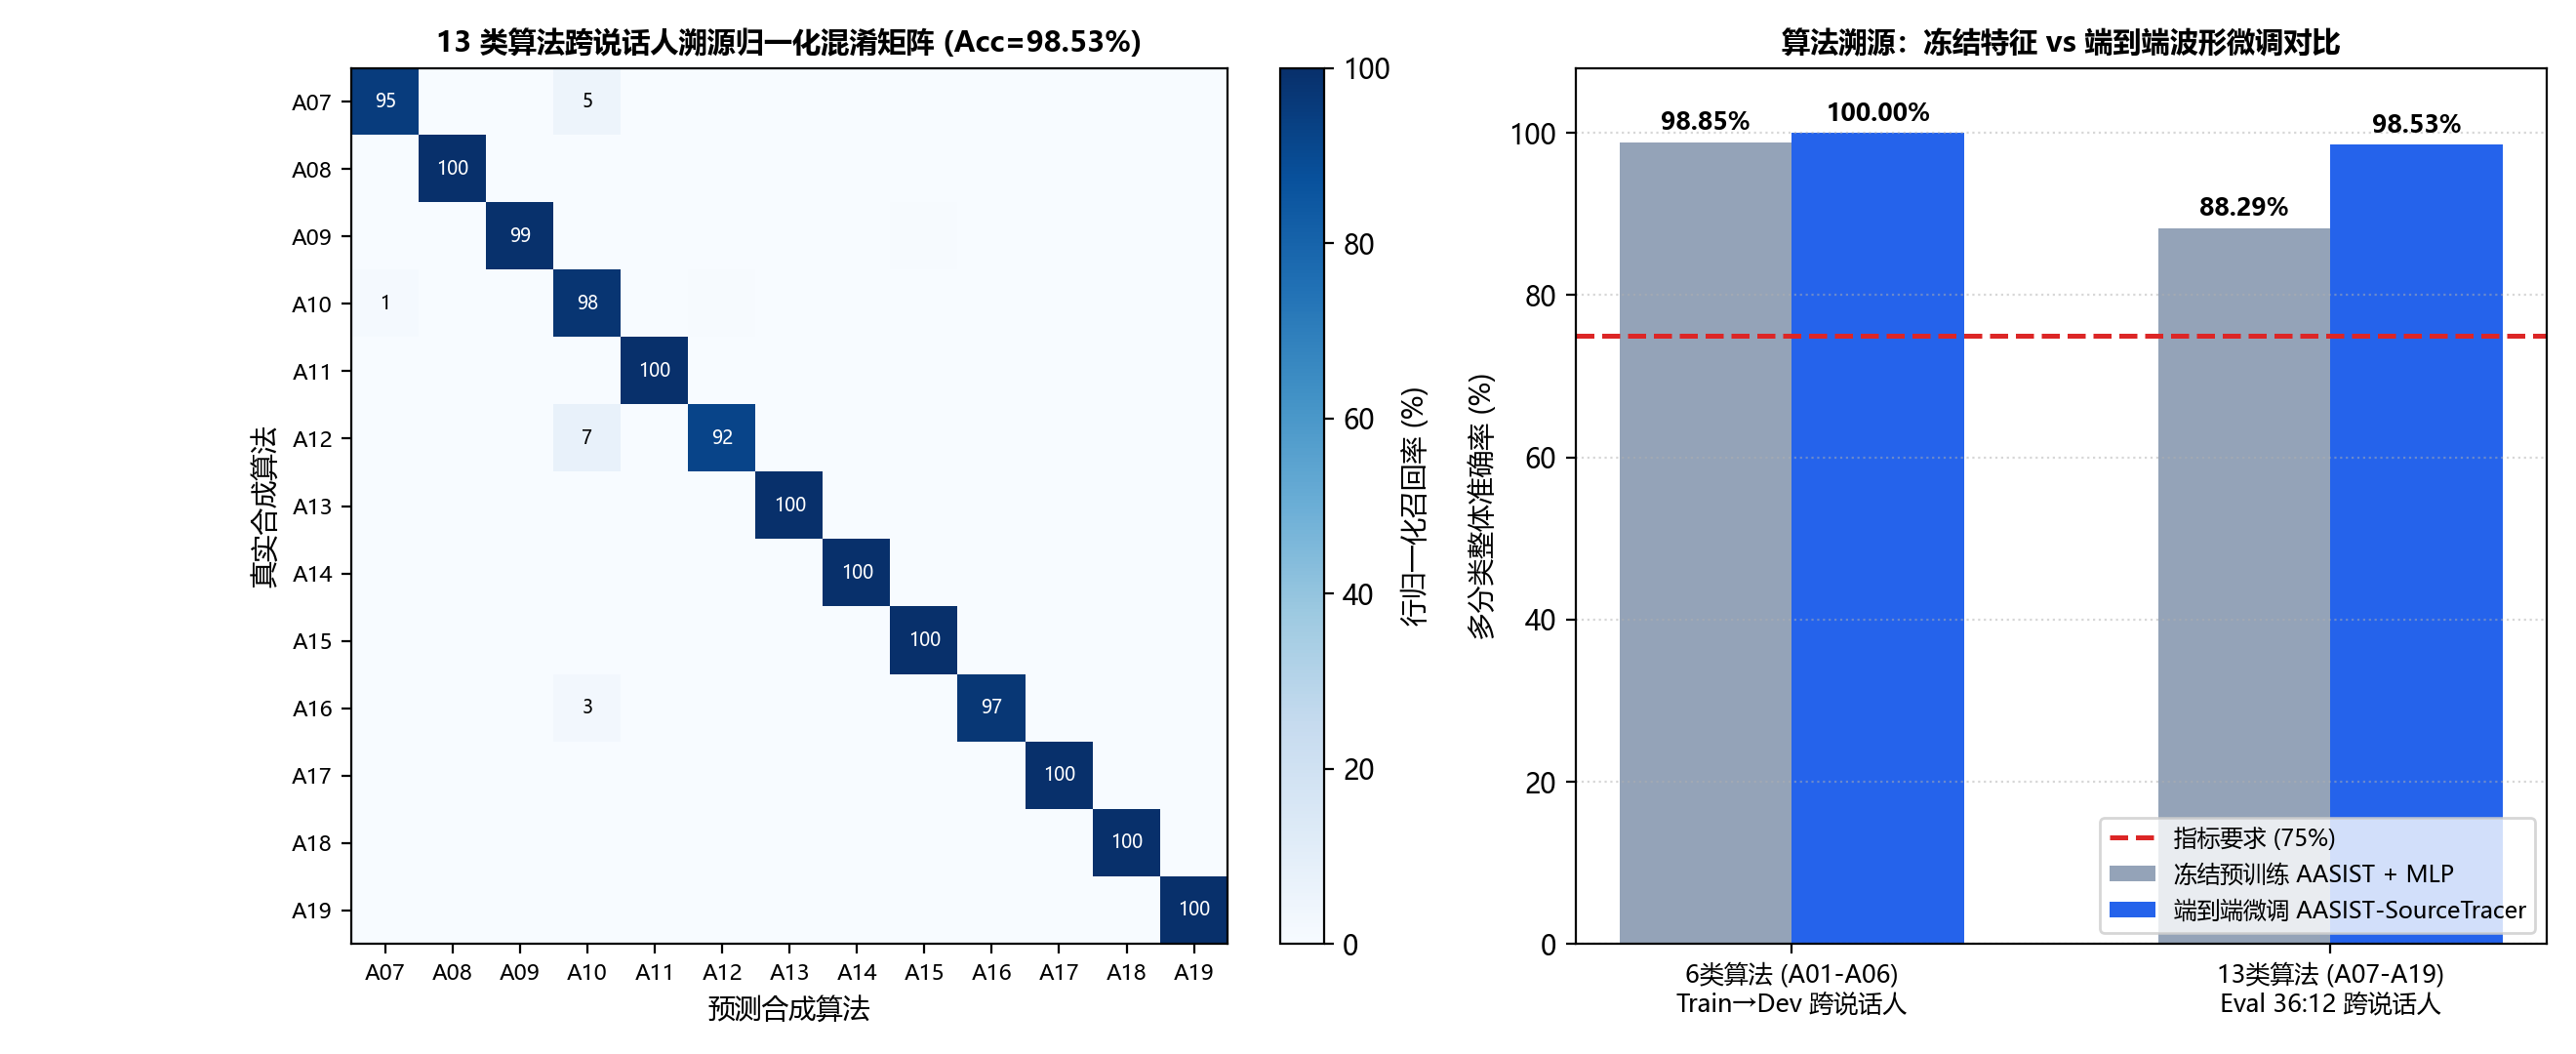 13 类算法跨说话人溯源归一化混淆矩阵 (Acc=98.53%)
真实合成算法
A07
95
5
A08
100
A09
99
A10
1
98
A11
100
A12
7
92
A13
100
A14
100
A15
100
A16
3
97
A17
100
A18
100
A19
100
A07 A08 A09 A10 A11 A12 A13 A14 A15 A16 A17 A18 A19
预测合成算法
100
80
60
40
20
0
行归一化召回率 (%)
算法溯源：冻结特征 vs 端到端波形微调对比
多分类整体准确率 (%)
100
80
60
40
20
0
98.85%
100.00%
88.29%
98.53%
指标要求 (75%)
冻结预训练 AASIST + MLP
端到端微调 AASIST-SourceTracer
6类算法 (A01-A06)
Train→Dev 跨说话人
13类算法 (A07-A19)
Eval 36:12 跨说话人